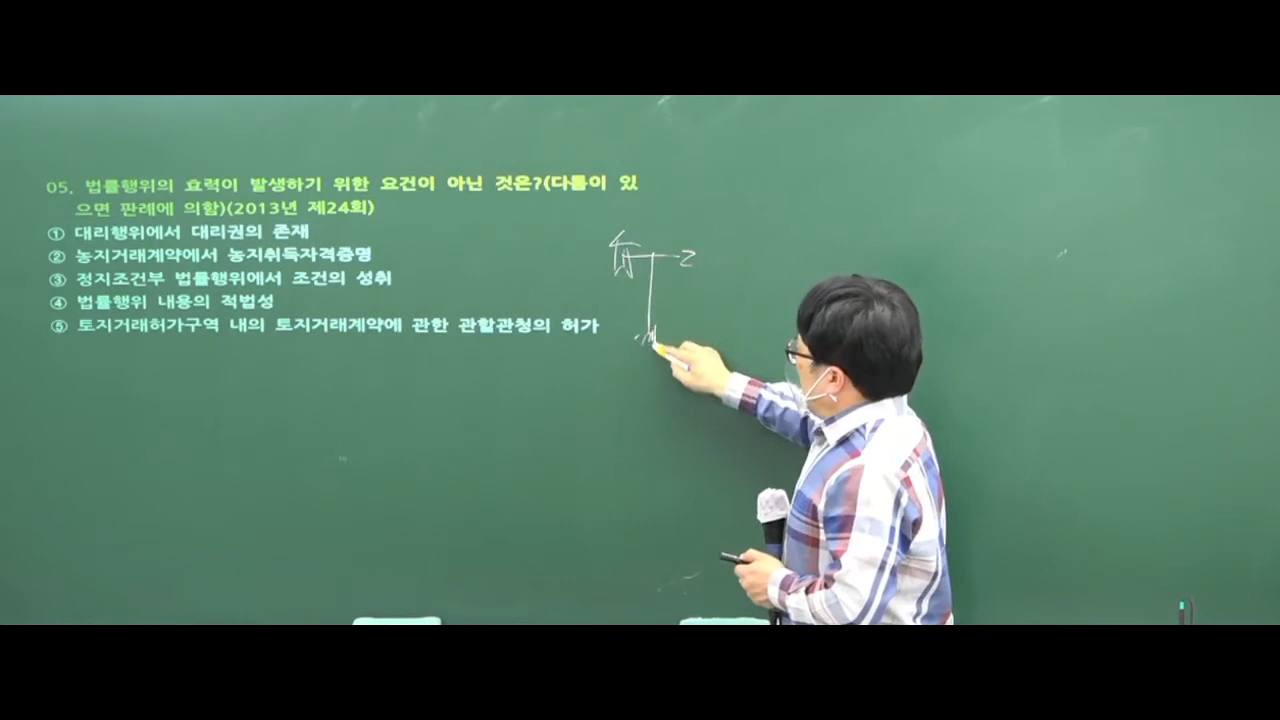 05. 법률행위의 효력이 발생하기 위한 요건이 아닌 것은?(다툼이 있
으면 판례에 의함)(2013년 제24회)
① 대리행위에서 대리권의 존재
② 농지거래계약에서 농지취득자격증명
③ 정지조건부 법률행위에서 조건의 성취
④ 법률행위 내용의 적법성
⑤ 토지거래허가구역 내의 토지거래계약에 관한 관할관청의 허가